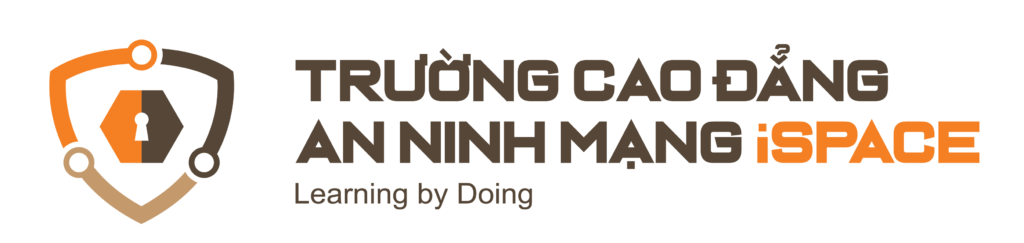 TRƯỜNG CAO ĐẲNG
AN NINH MẠNG iSPACE
Learning by Doing